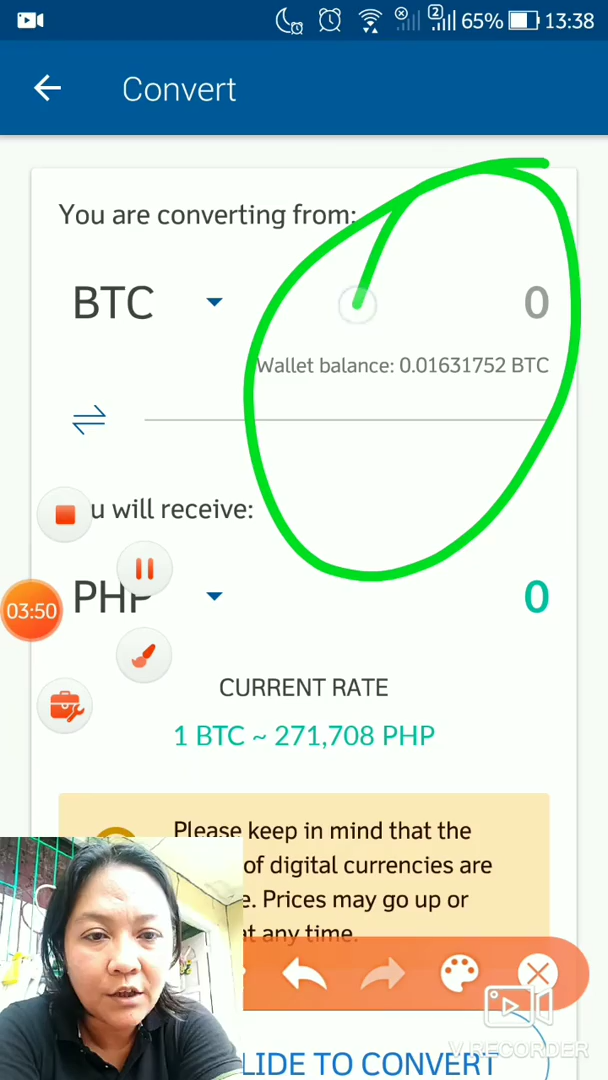 2 65% 13:38
Convert
You are converting from:
BTC 0
Wallet balance: 0.01631752 BTC
u will receive:
03:50
PHP 0
CURRENT RATE
1 BTC ~ 271,708 PHP
Please keep in mind that the
of digital currencies are
e. Prices may go up or
at any time.
V.RECORDER
LIDE TO CONVERT